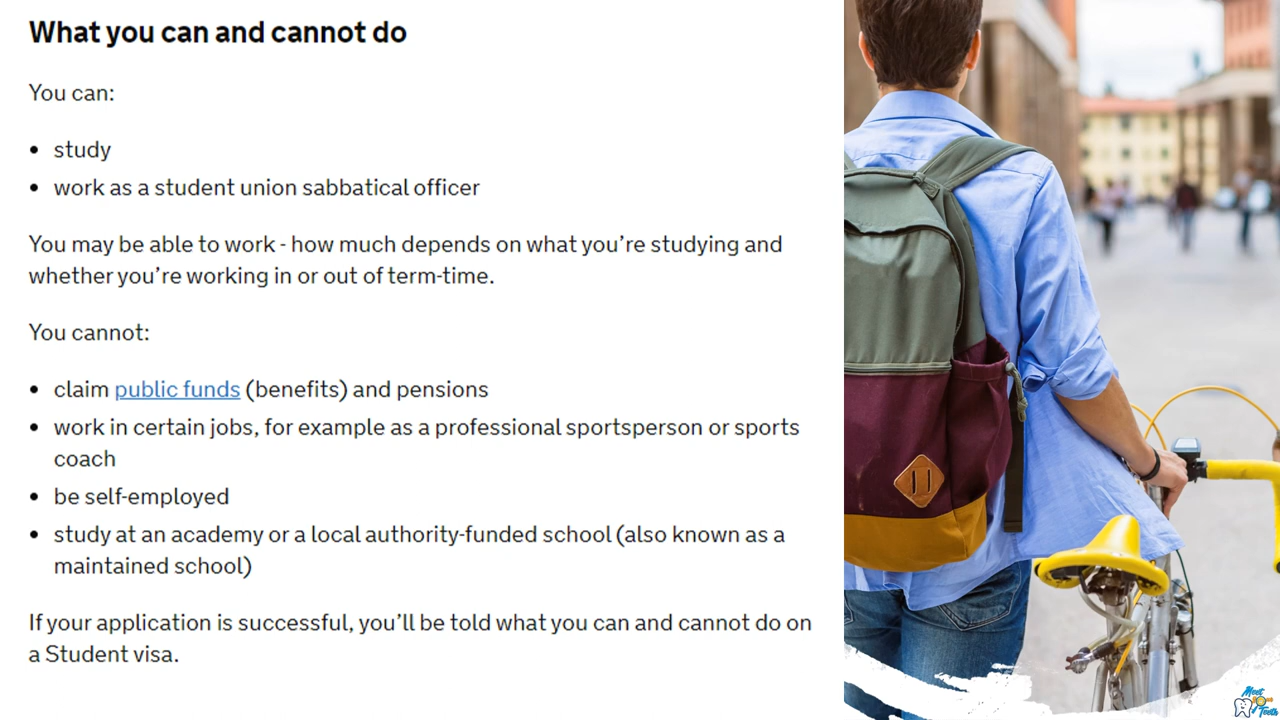 What you can and cannot do
You can:
• study
• work as a student union sabbatical officer
You may be able to work - how much depends on what you're studying and
whether you're working in or out of term-time.
You cannot:
• claim public funds (benefits) and pensions
• work in certain jobs, for example as a professional sportsperson or sports
coach
• be self-employed
• study at an academy or a local authority-funded school (also known as a
maintained school)
If your application is successful, you'll be told what you can and cannot do on
a Student visa.
Meet
Teeth